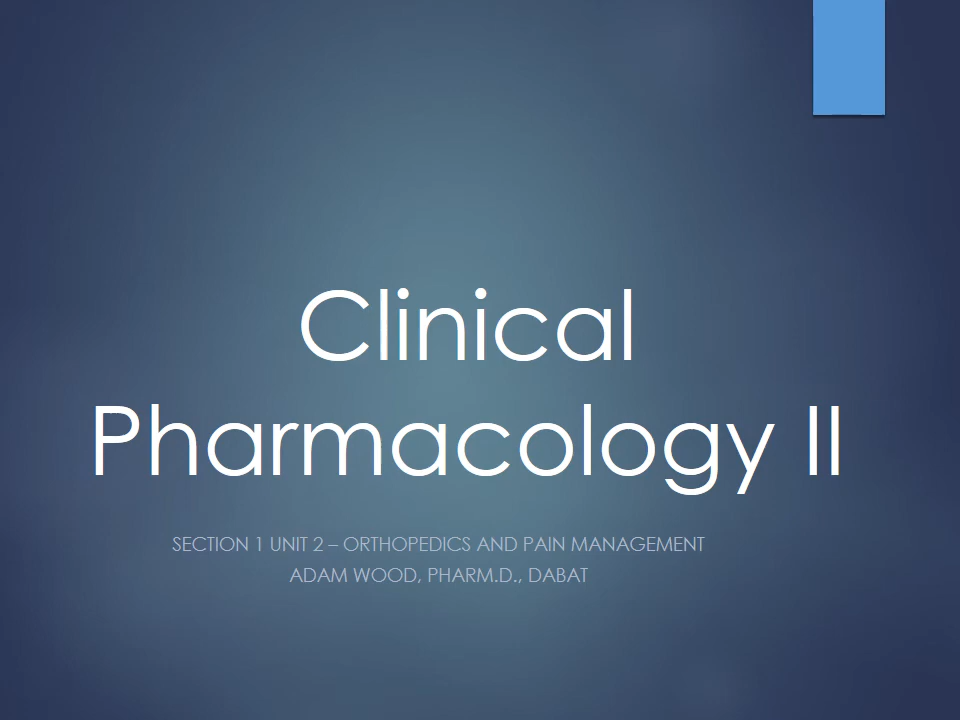 Clinical
Pharmacology II
SECTION 1 UNIT 2 – ORTHOPEDICS AND PAIN MANAGEMENT
ADAM WOOD, PHARM.D., DABAT